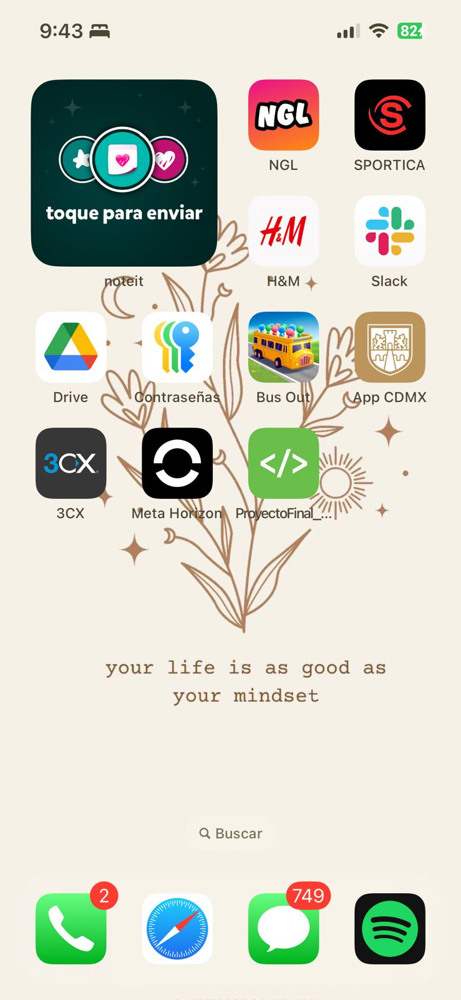 9:43
82
toque para enviar
noteit
NGL
NGL
S
SPORTICA
H&M
H&M
Slack
Drive
Contraseñas
Bus Out
App CDMX
3CX
3CX
Meta Horizon
</>
ProyectoFinal_...
your life is as good as
your mindset
Buscar
2
749